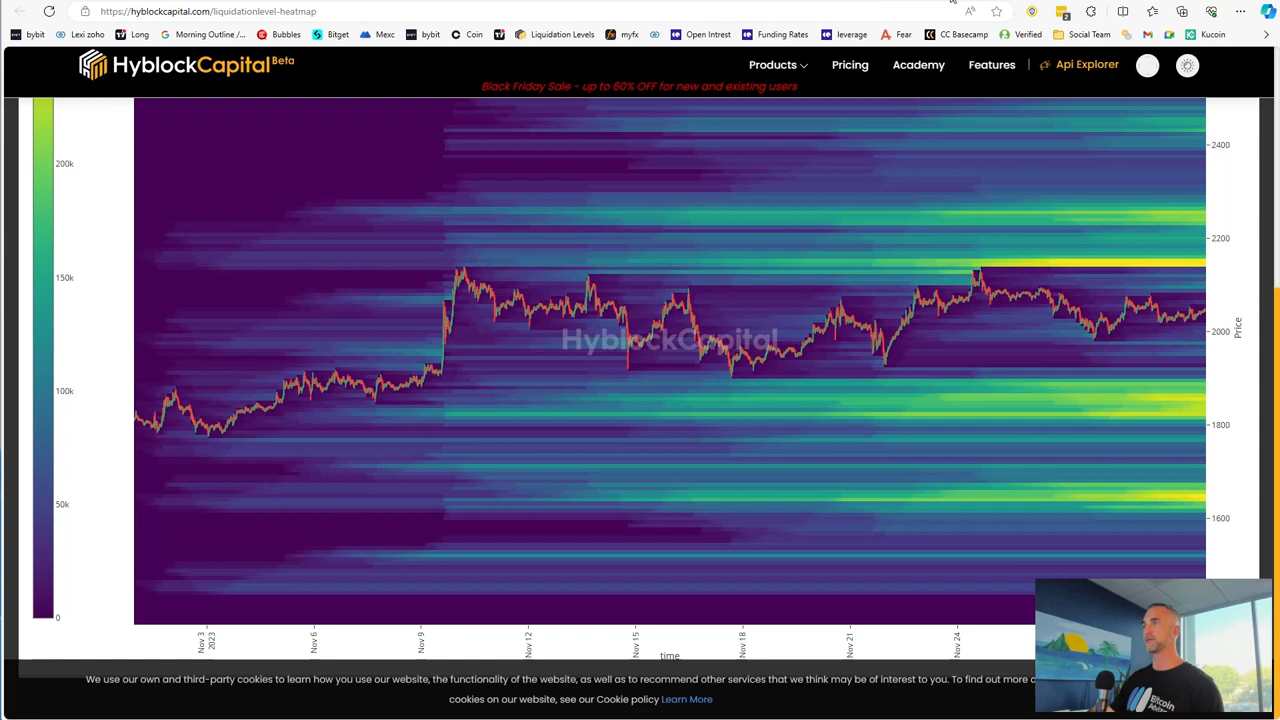 https://hyblockcapital.com/liquidationlevel-heatmap
bybit Lexi zoho Long Morning Outline /... Bubbles Bitget Mexc bybit Coin Liquidation Levels myfx Open Intrest Funding Rates leverage Fear CC Basecamp Verified Social Team Kucoin
2
HyblockCapital Beta
Products Pricing Academy Features Api Explorer
Black Friday Sale - up to 60% OFF for new and existing users
200k
150k
100k
50k
0
HyblockCapital
2400
2200
2000
1800
1600
Price
Nov 3
2023
Nov 6
Nov 9
Nov 12
Nov 15
Nov 18
Nov 21
Nov 24
time
We use our own and third-party cookies to learn how you use our website, the functionality of the website, as well as to recommend other services that we think may be of interest to you. To find out more a
cookies on our website, see our Cookie policy Learn More
Bitcoin